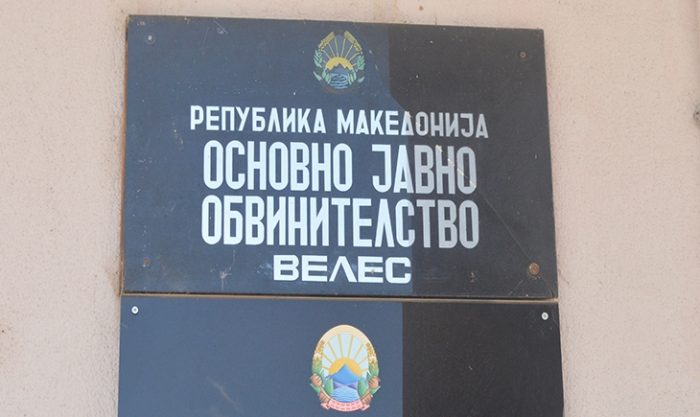 РЕПУБЛИКА МАКЕДОНИЈА
ОСНОВНО ЈАВНО
ОБВИНИТЕЛСТВО
ВЕЛЕС